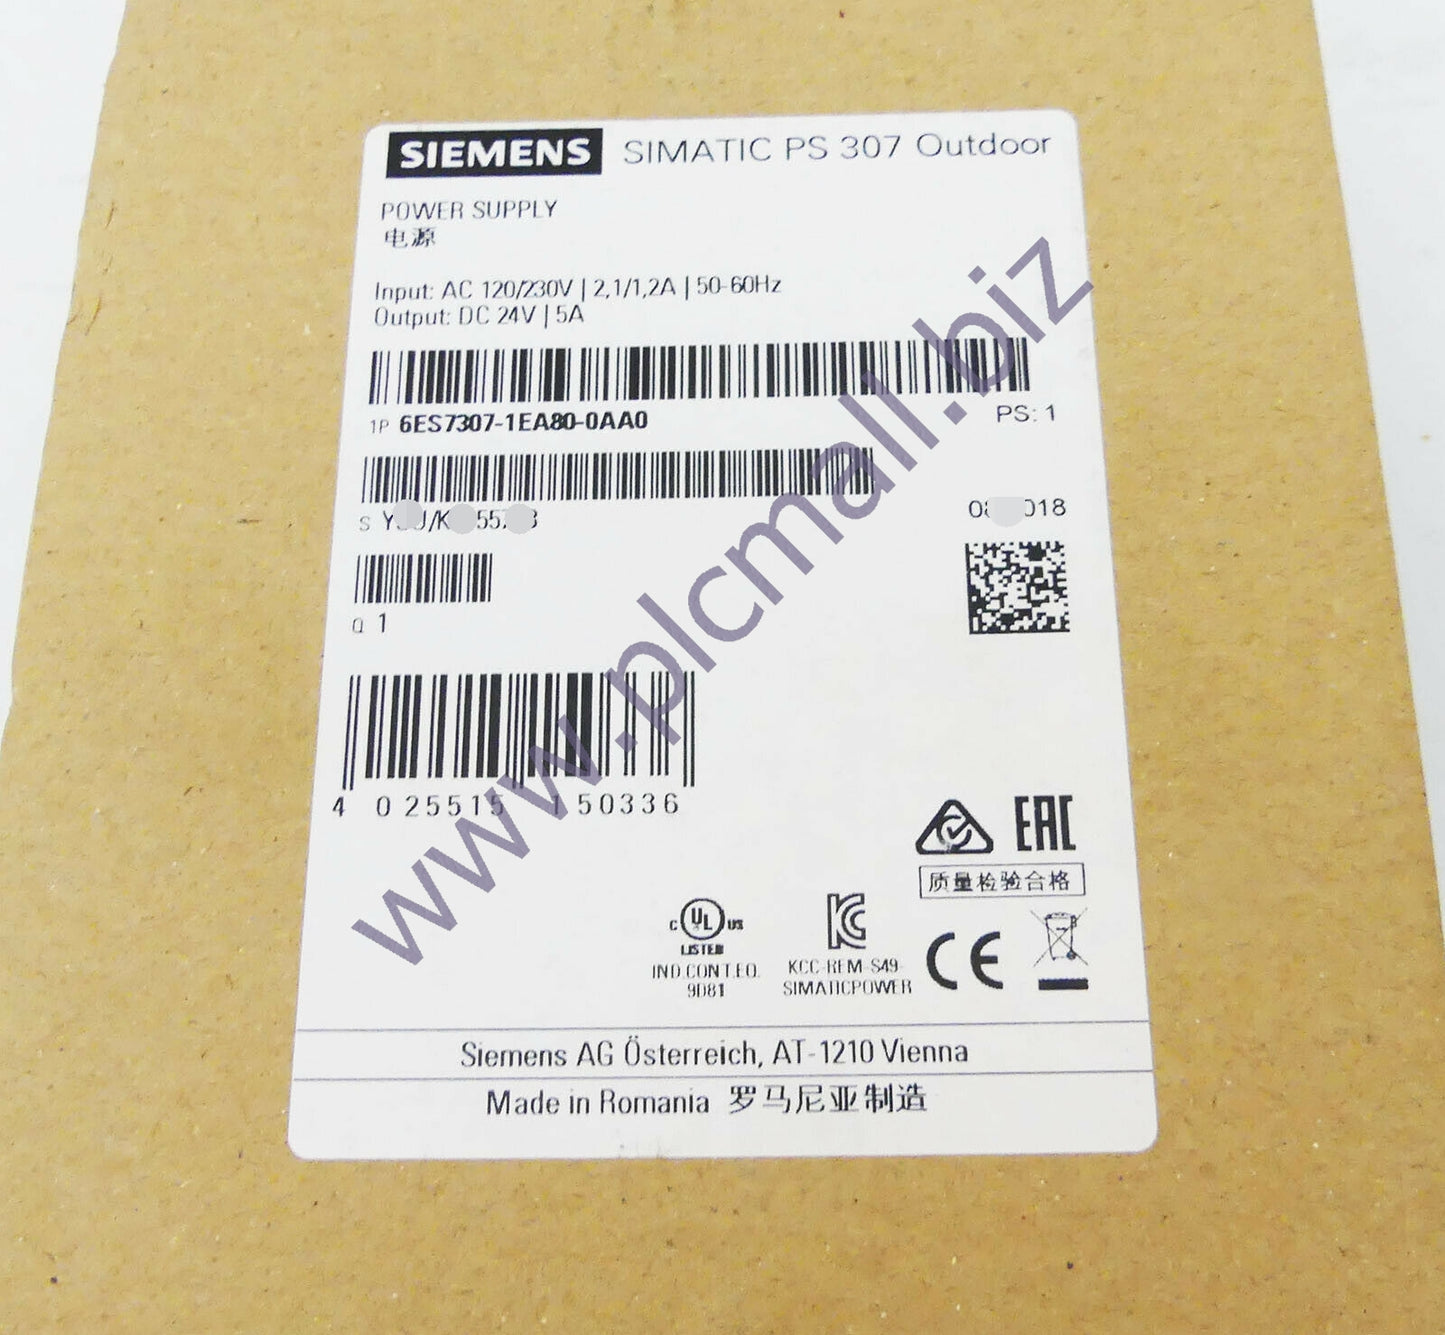 SIEMENS SIMATIC PS 307 Outdoor
POWER SUPPLY
电源
Input: AC 120/230V | 2,1/1,2A | 50-60Hz
Output: DC 24V | 5A
1P 6ES7307-1EA80-0AA0 PS: 1
S
018
Q 1
4 025515 150336
EAC
质量检验合格
C UL US
LISTED
IND.CONT.EQ.
9D81
KCC-REM-S49-
SIMATICPOWER
CE
Siemens AG Österreich, AT-1210 Vienna
Made in Romania 罗马尼亚制造
www.plcmall.biz